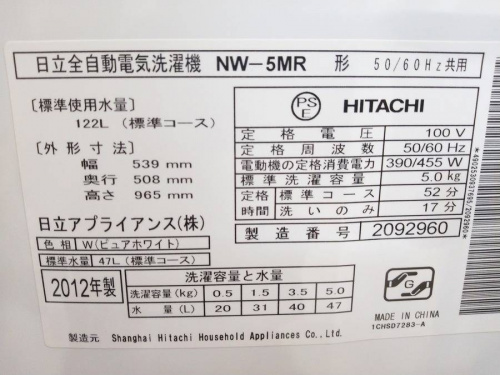 日立全自動電気洗濯機 NW-5MR 形 50/60Hz共用
〔標準使用水量〕
122L (標準コース)
〔外形寸法〕
幅 539 mm
奥行 508 mm
高さ 965 mm
日立アプライアンス(株)
色相 W(ピュアホワイト)
標準水量 47L(標準コース)
PSE HITACHI
定格電圧 100 V
定格周波数 50/60 Hz
電動機の定格消費電力 390/455 W
標準洗濯容量 5.0 kg
定格時間 標準コース 52 分
洗いのみ 17 分
製造番号 2092960
2012年製
洗濯容量と水量
洗濯容量(kg) 0.5 1.5 3.5 5.0
水量(L) 20 31 40 47
G
1CHSD7283-A
製造元 Shanghai Hitachi Household Appliances Co., Ltd.